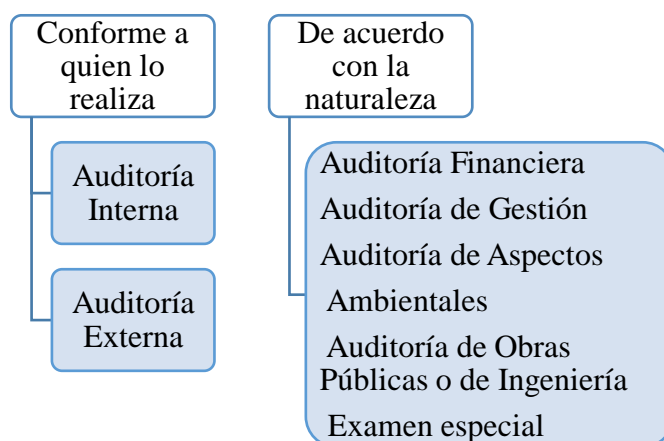 Conforme a
quien lo
realiza
Auditoría
Interna
Auditoría
Externa
De acuerdo
con la
naturaleza
Auditoría Financiera
Auditoría de Gestión
Auditoría de Aspectos
Ambientales
Auditoría de Obras
Públicas o de Ingeniería
Examen especial